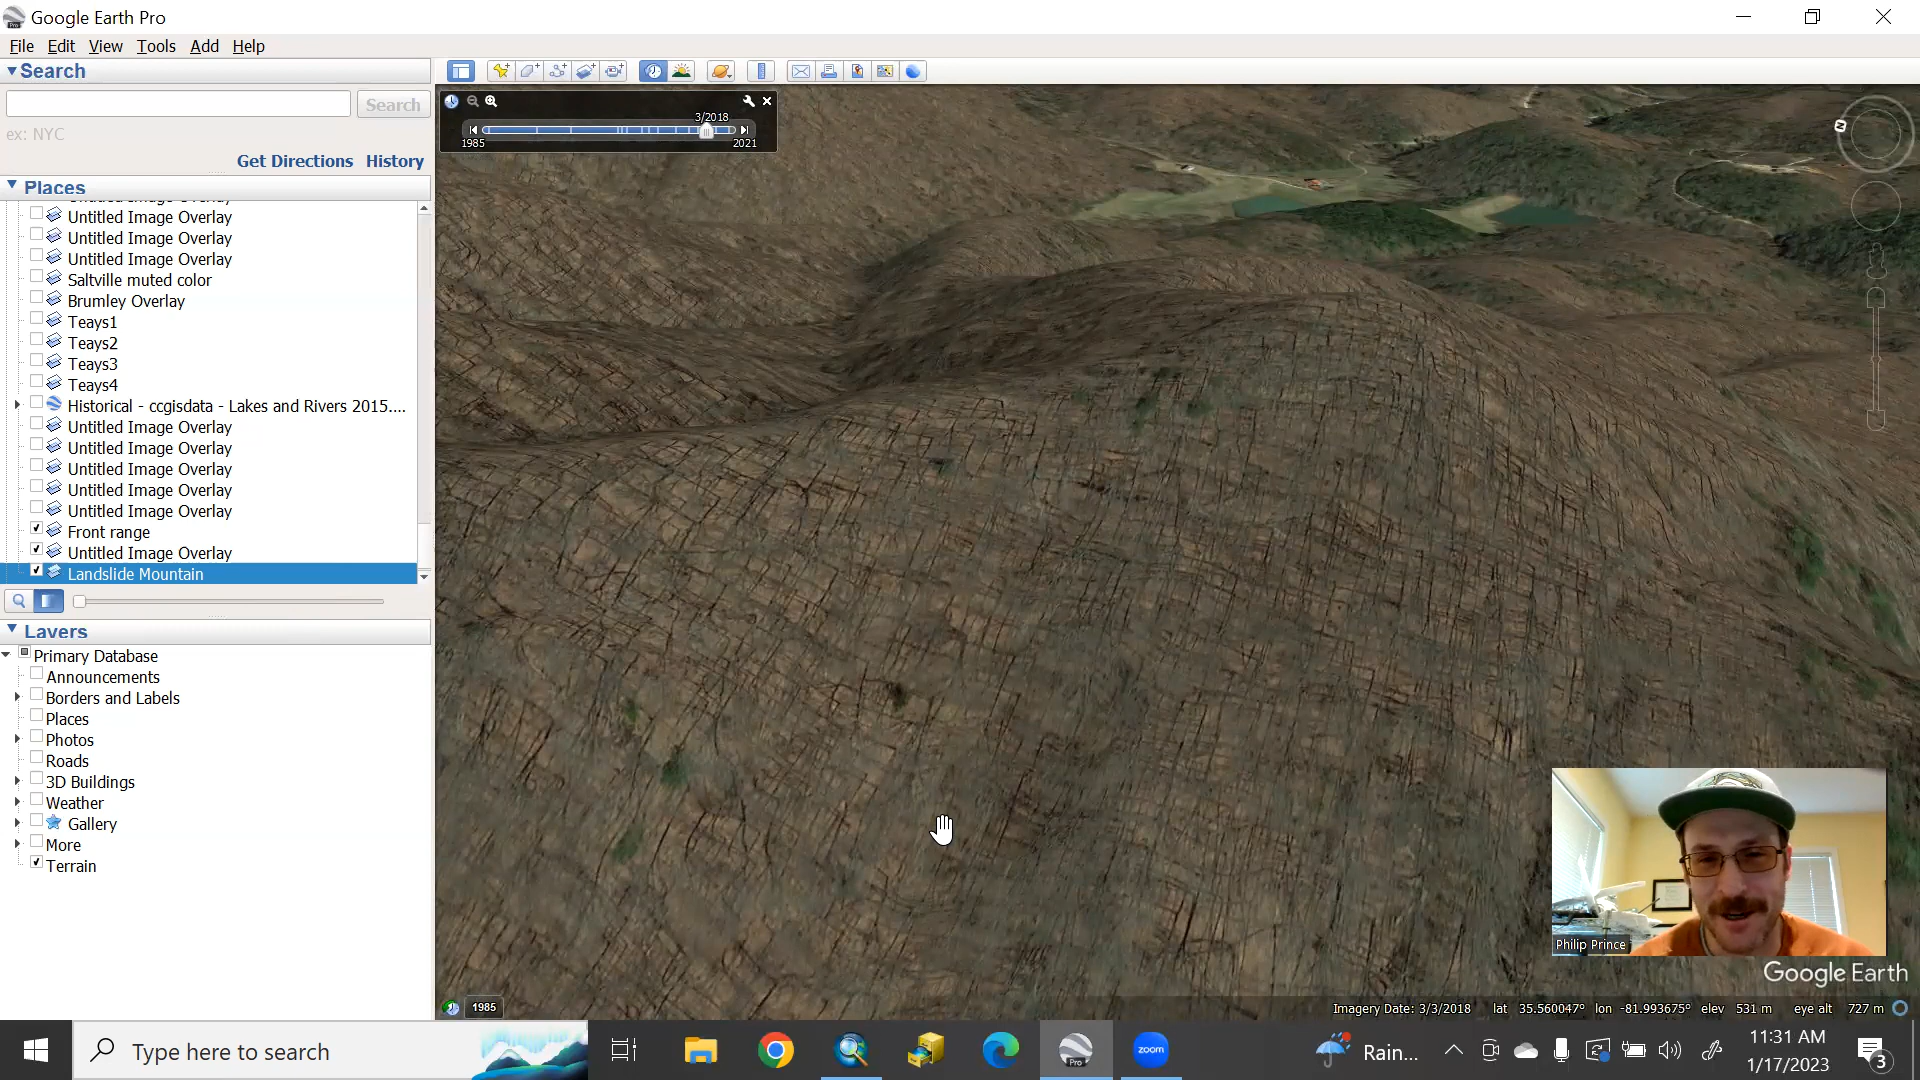 Google Earth Pro
File Edit View Tools Add Help
Search
Search
ex: NYC
Get Directions History
Places
Untitled Image Overlay
Untitled Image Overlay
Untitled Image Overlay
Untitled Image Overlay
Saltville muted color
Brumley Overlay
Teays1
Teays2
Teays3
Teays4
Historical - ccgisdata - Lakes and Rivers 2015....
Untitled Image Overlay
Untitled Image Overlay
Untitled Image Overlay
Untitled Image Overlay
Untitled Image Overlay
Front range
Untitled Image Overlay
Landslide Mountain
Layers
Primary Database
Announcements
Borders and Labels
Places
Photos
Roads
3D Buildings
Weather
Gallery
More
Terrain
3/2018
1985 2021
N
Philip Prince
Google Earth
1985
Imagery Date: 3/3/2018 lat 35.560047° lon -81.993675° elev 531 m eye alt 727 m
Type here to search
Pro
zoom
Rain...
11:31 AM
1/17/2023
3